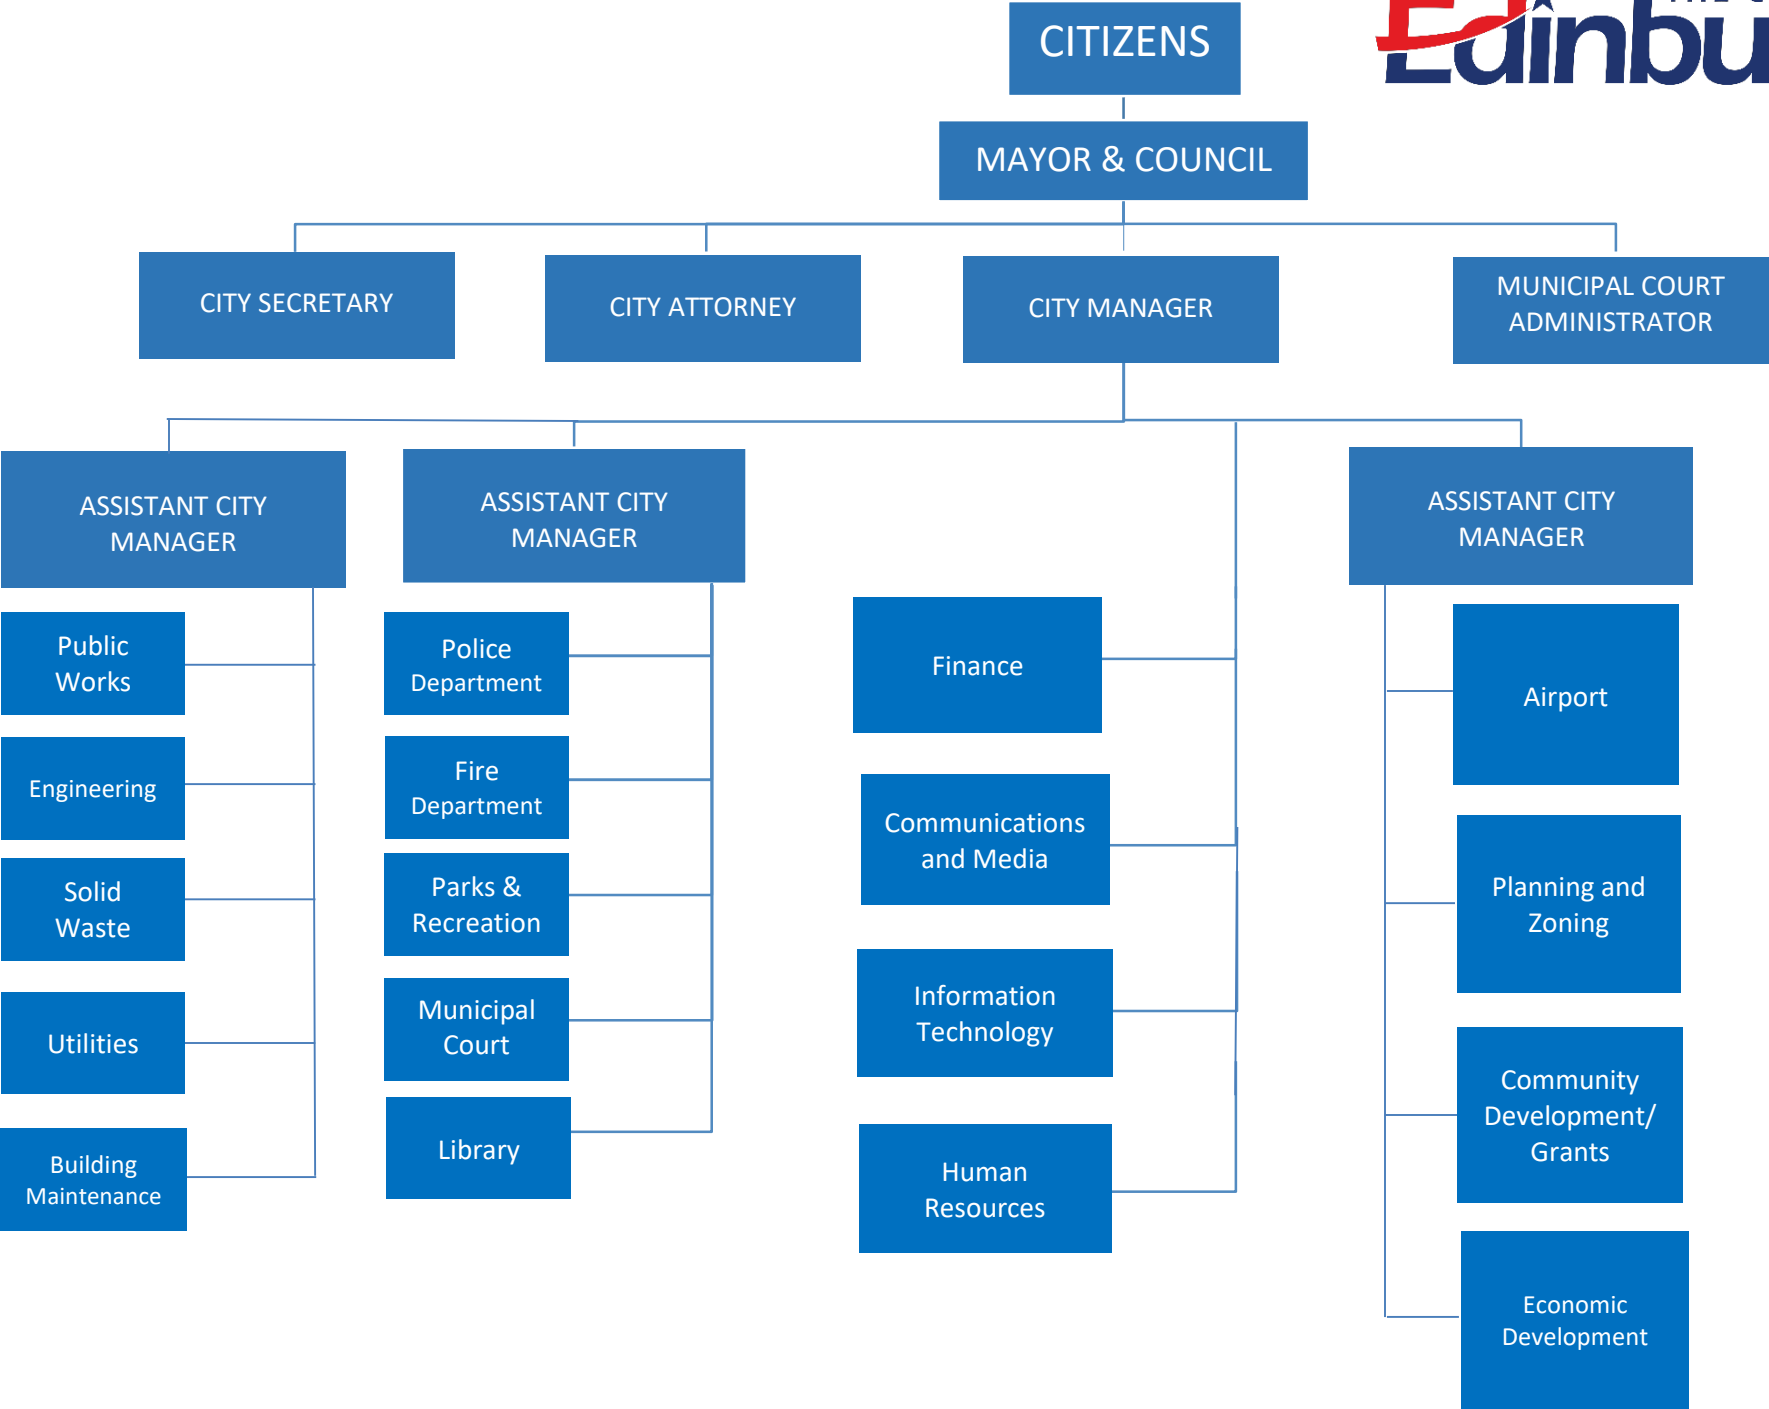 CITIZENS
Edinbu
MAYOR & COUNCIL
CITY SECRETARY
CITY ATTORNEY
CITY MANAGER
MUNICIPAL COURT
ADMINISTRATOR
ASSISTANT CITY
MANAGER
ASSISTANT CITY
MANAGER
ASSISTANT CITY
MANAGER
Public
Works
Engineering
Solid
Waste
Utilities
Building
Maintenance
Police
Department
Fire
Department
Parks &
Recreation
Municipal
Court
Library
Finance
Communications
and Media
Information
Technology
Human
Resources
Airport
Planning and
Zoning
Community
Development/
Grants
Economic
Development